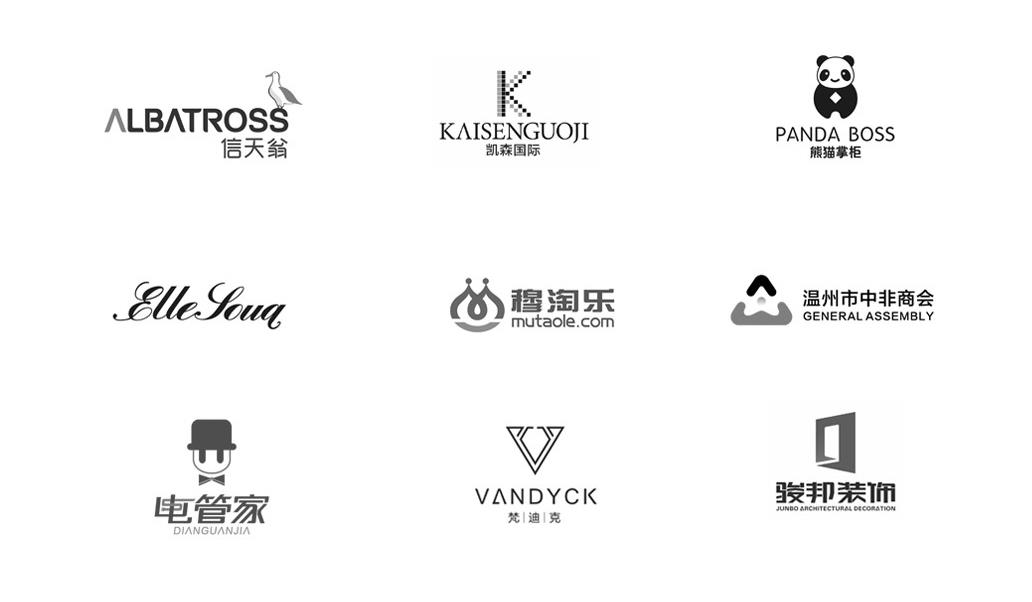 ALBATROSS
信天翁
KAISENGUOJI
凯森国际
PANDA BOSS
熊猫掌柜
Elle Souq
穆淘乐
mutaole.com
温州市中非商会
GENERAL ASSEMBLY
电管家
DIANGUANJIA
VANDYCK
梵|迪|克
骏邦装饰
JUNBO ARCHITECTURAL DECORATION